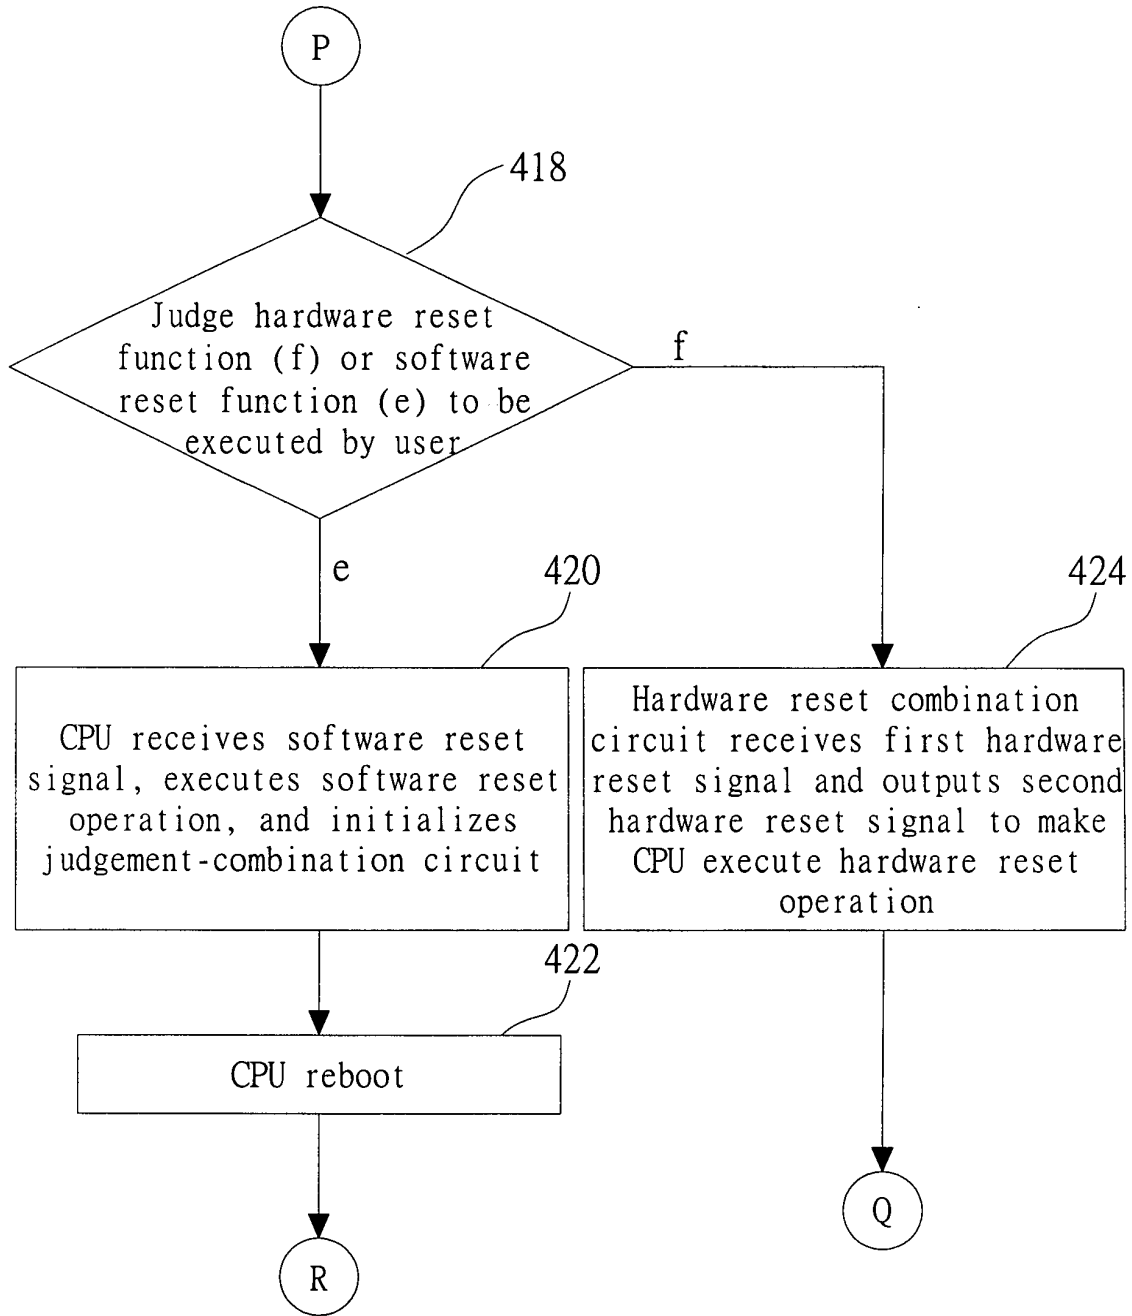 P
418
Judge hardware reset
function (f) or software
reset function (e) to be
executed by user
f
e
420
424
CPU receives software reset
signal, executes software reset
operation, and initializes
judgement-combination circuit
Hardware reset combination
circuit receives first hardware
reset signal and outputs second
hardware reset signal to make
CPU execute hardware reset
operation
422
CPU reboot
Q
R